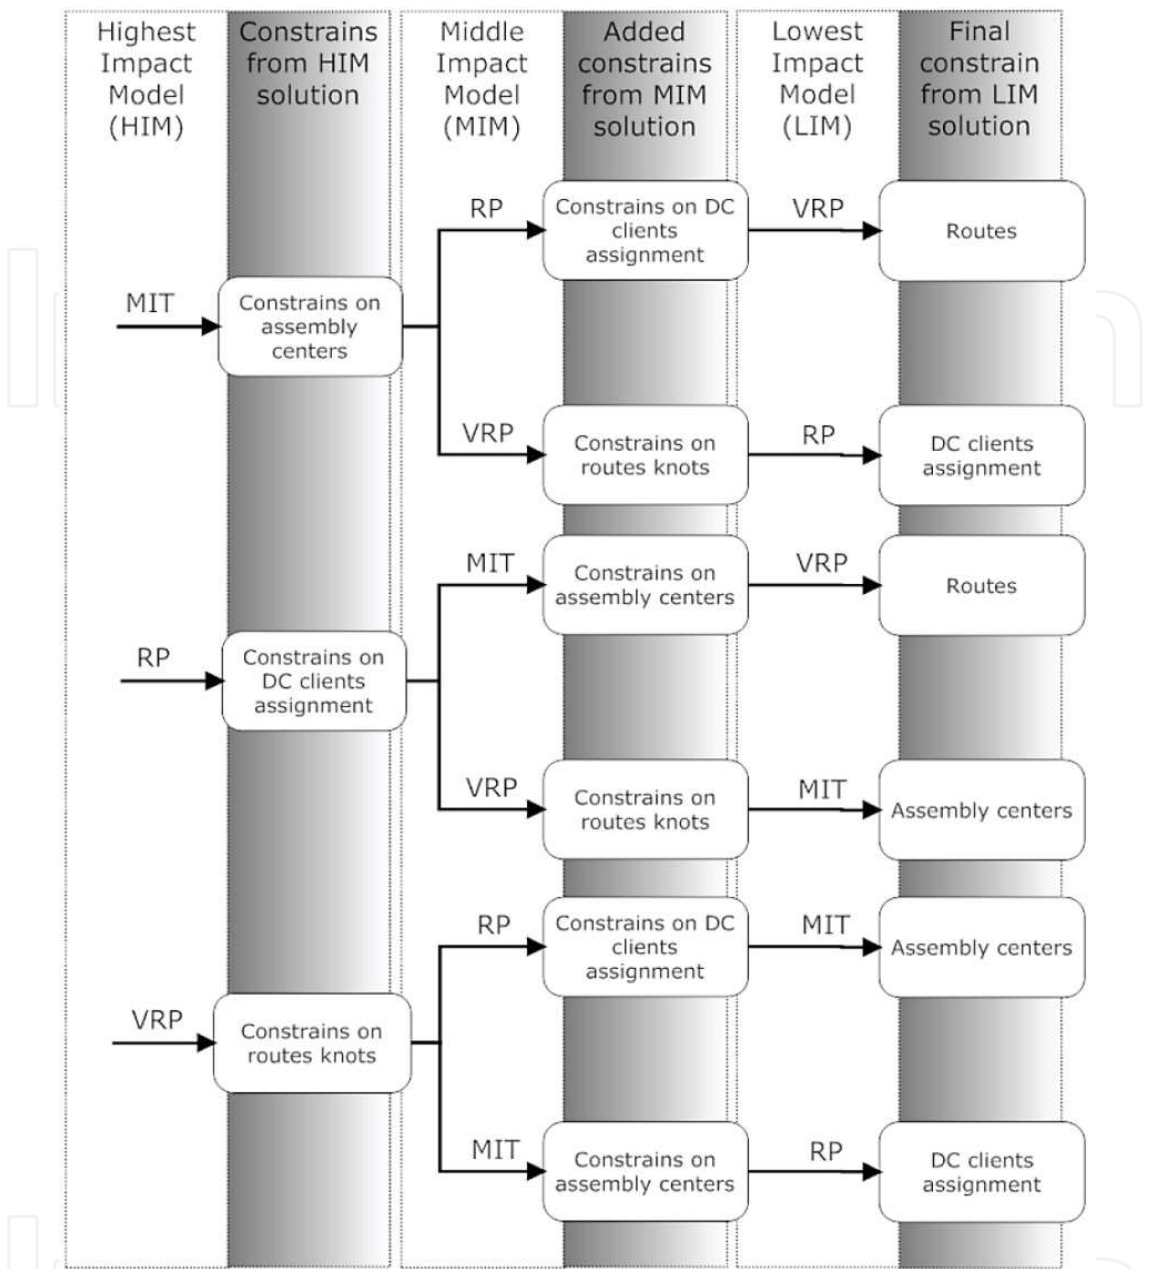 Highest
Impact
Model
(HIM)
Constrains
from HIM
solution
Middle
Impact
Model
(MIM)
Added
constrains
from MIM
solution
Lowest
Impact
Model
(LIM)
Final
constrain
from LIM
solution
MIT
Constrains on
assembly
centers
RP
Constrains on DC
clients
assignment
VRP
Routes
VRP
Constrains on
routes knots
RP
DC clients
assignment
RP
Constrains on
DC clients
assignment
MIT
Constrains on
assembly centers
VRP
Routes
VRP
Constrains on
routes knots
MIT
Assembly centers
VRP
Constrains on
routes knots
RP
Constrains on DC
clients
assignment
MIT
Assembly centers
MIT
Constrains on
assembly centers
RP
DC clients
assignment